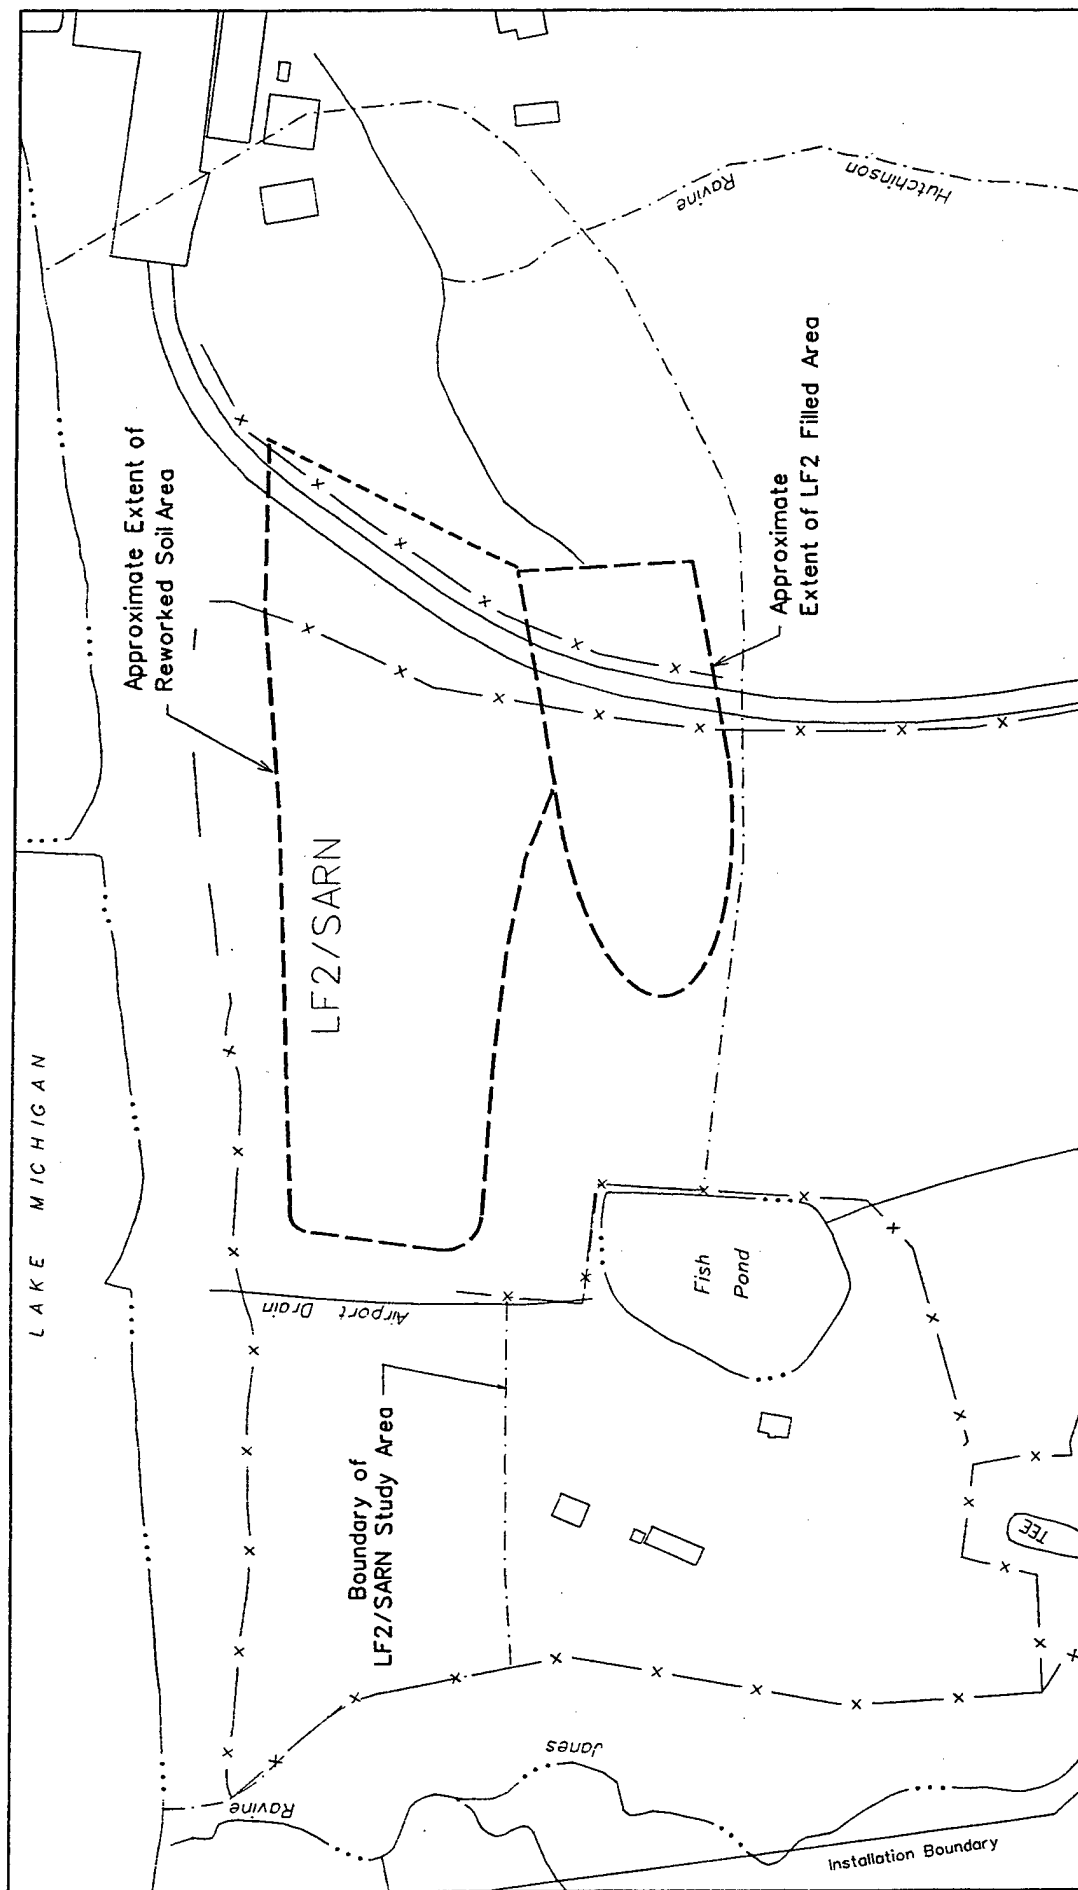 LAKE MICHIGAN
Approximate Extent of
Reworked Soil Area
LF2/SARN
Approximate
Extent of LF2 Filled Area
Ravine
Hutchinson
Boundary of
LF2/SARN Study Area
Airport Drain
Fish
Pond
TEE
Ravine
Janes
Installation Boundary